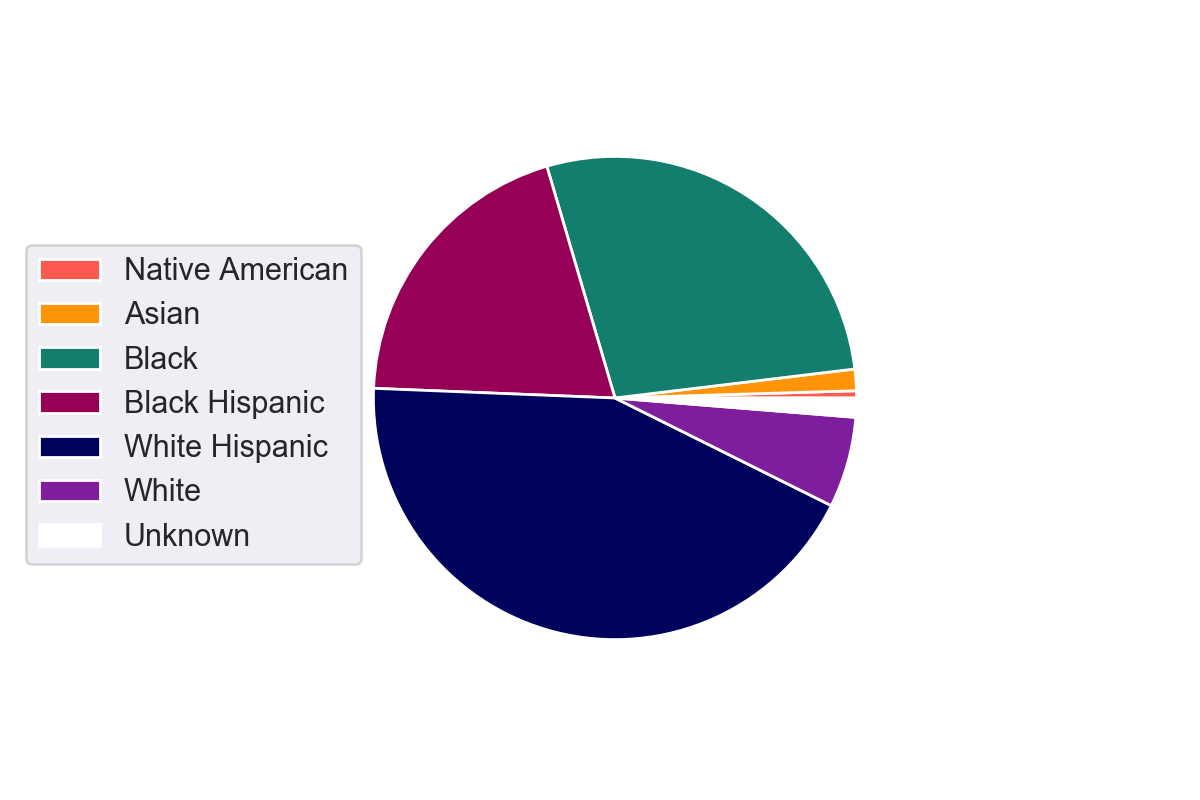 Native American
Asian
Black
Black Hispanic
White Hispanic
White
Unknown